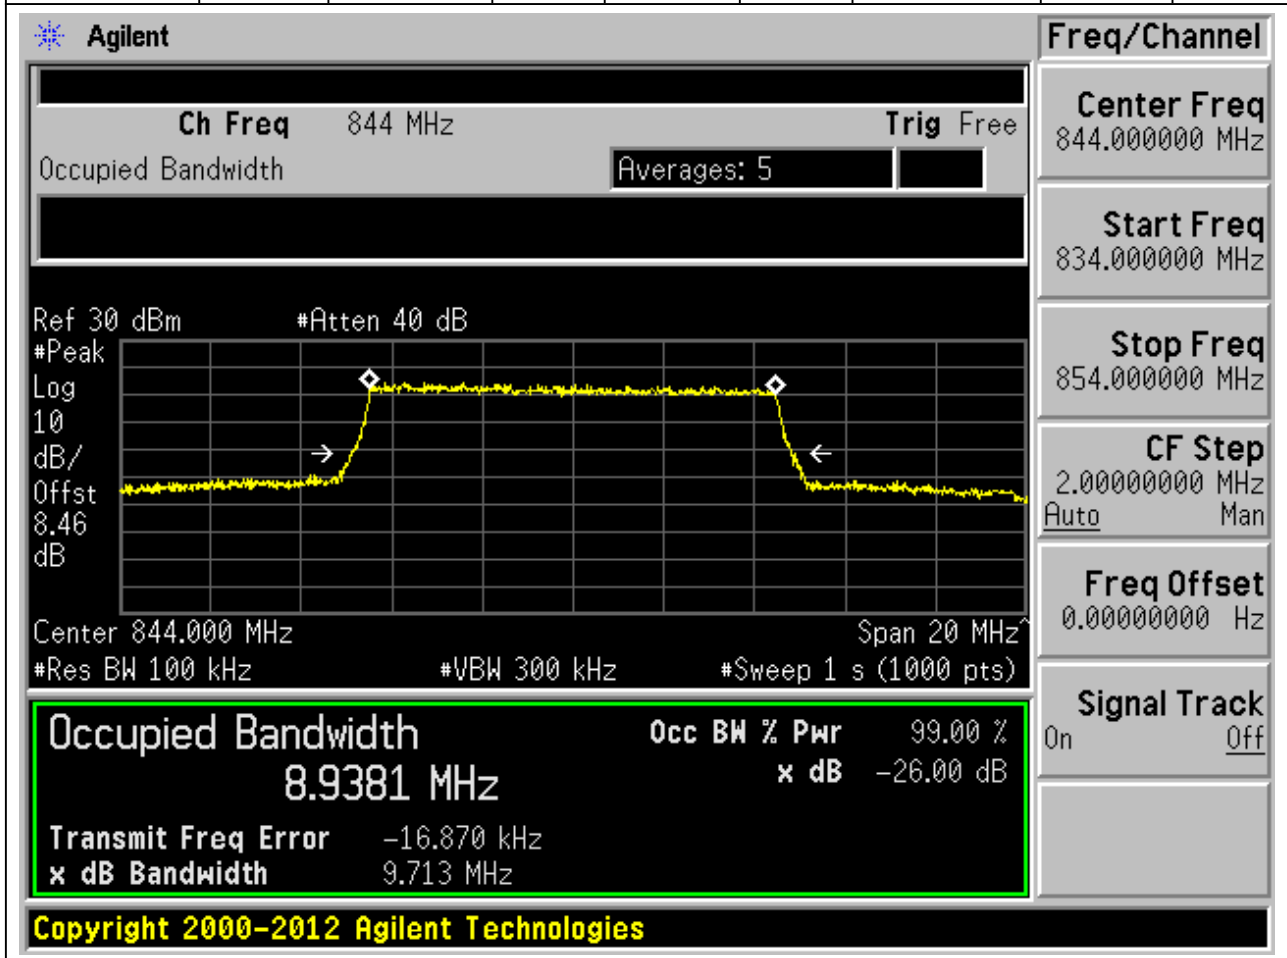 Agilent
Freq/Channel
Ch Freq 844 MHz Trig Free
Occupied Bandwidth Averages: 5
Center Freq
844.000000 MHz
Start Freq
834.000000 MHz
Stop Freq
854.000000 MHz
CF Step
2.00000000 MHz
Auto Man
Freq Offset
0.00000000 Hz
Signal Track
On Off
Ref 30 dBm #Atten 40 dB
#Peak
Log
10
dB/
Offst
8.46
dB
Center 844.000 MHz Span 20 MHz^
#Res BW 100 kHz #VBW 300 kHz #Sweep 1 s (1000 pts)
Occupied Bandwidth Occ BW % Pwr 99.00 %
8.9381 MHz x dB -26.00 dB
Transmit Freq Error -16.870 kHz
x dB Bandwidth 9.713 MHz
Copyright 2000-2012 Agilent Technologies